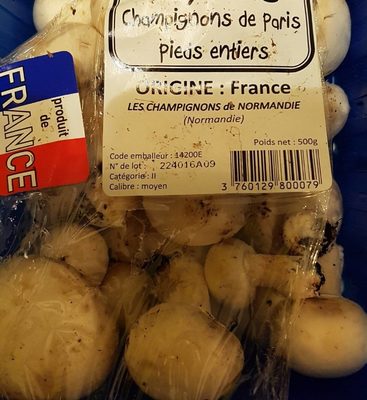 Champignons de Paris
Pieds entiers
ORIGINE : France
LES CHAMPIGNONS de NORMANDIE
(Normandie)
Poids net : 500g
Code emballeur : 14200E
N° de lot : 224016A09
Catégorie : II
Calibre : moyen
3 760129 800079
produit
de
FRANCE